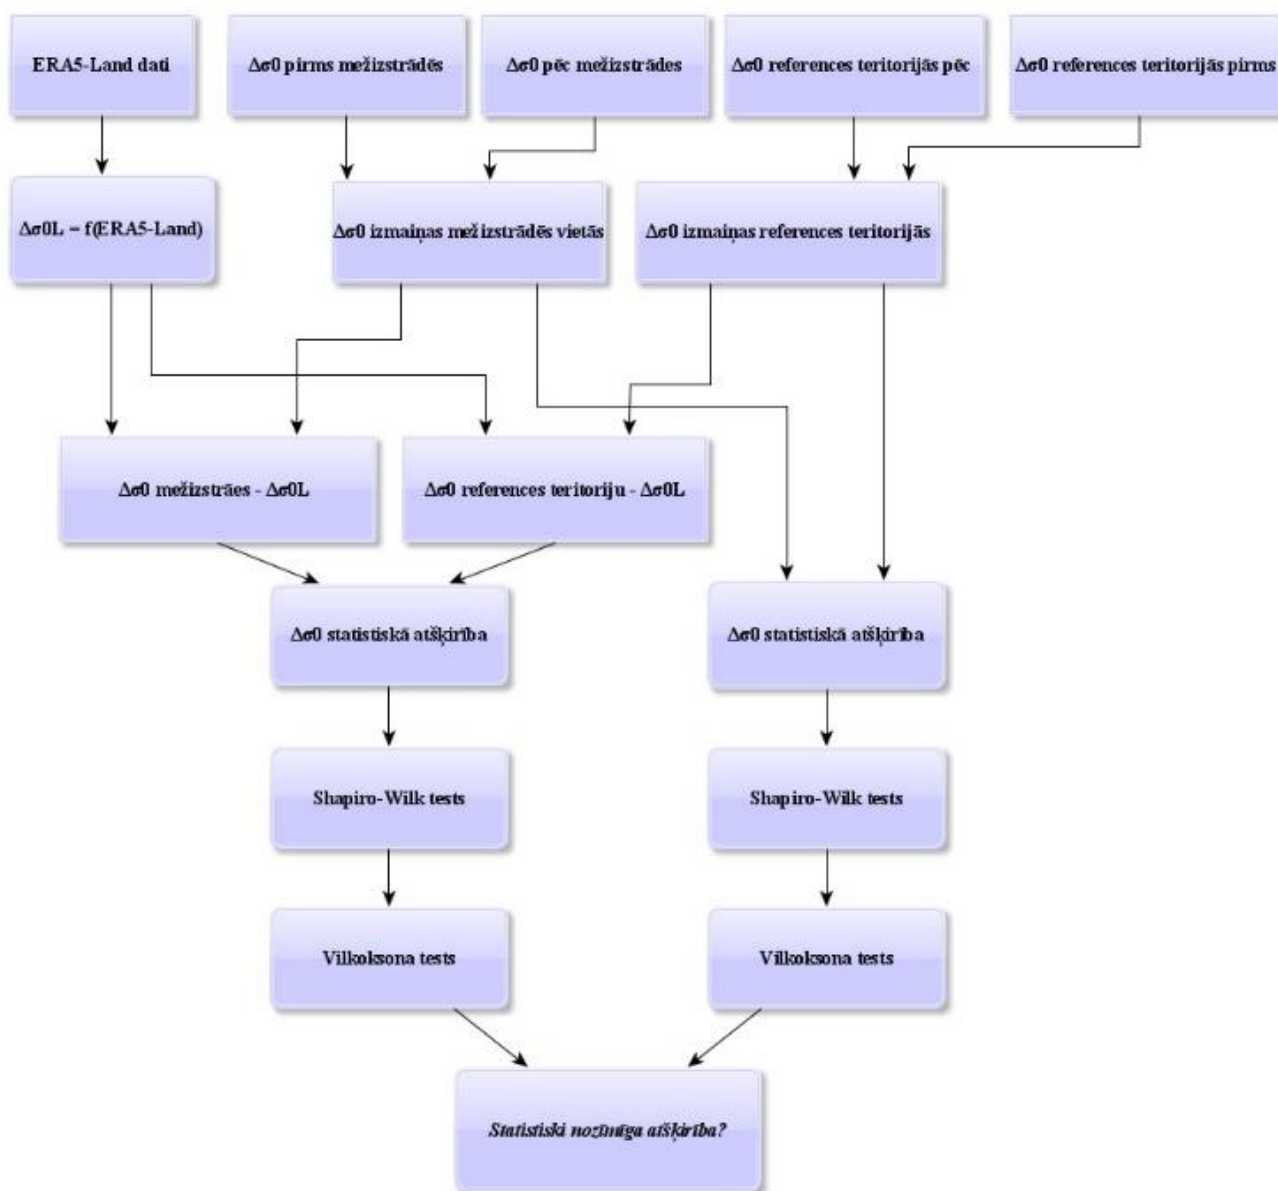 ERA5-Land dati
Δσ0 pirms mežizstrādēs
Δσ0 pēc mežizstrādes
Δσ0 references teritorijās pēc
Δσ0 references teritorijās pirms
Δσ0L = f(ERA5-Land)
Δσ0 izmaiņas mežizstrādēs vietās
Δσ0 izmaiņas references teritorijās
Δσ0 mežizstrāes - Δσ0L
Δσ0 references teritoriju - Δσ0L
Δσ0 statistiskā atšķirība
Δσ0 statistiskā atšķirība
Shapiro-Wilk tests
Shapiro-Wilk tests
Vilkoksona tests
Vilkoksona tests
Statistiski nozīmīga atšķirība?